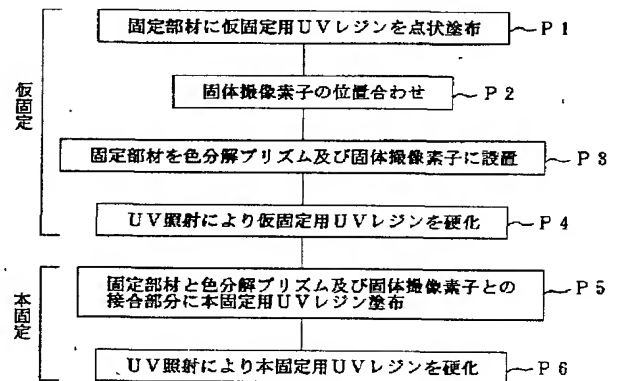 固定部材に仮固定用UVレジンを点状塗布 P 1
仮固定
固体撮像素子の位置合わせ P 2
固定部材を色分解プリズム及び固体撮像素子に設置 P 3
UV照射により仮固定用UVレジンを硬化 P 4
本固定
固定部材と色分解プリズム及び固体撮像素子との
接合部分に本固定用UVレジン塗布 P 5
UV照射により本固定用UVレジンを硬化 P 6